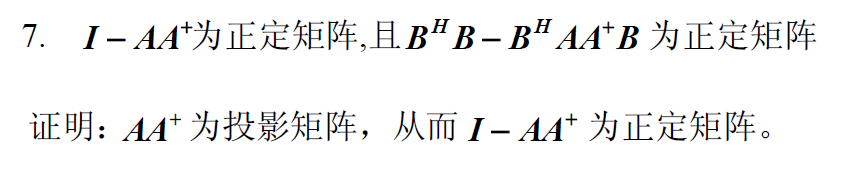 7. I − AA⁺为正定矩阵,且BᴴB − BᴴAA⁺B 为正定矩阵
证明：AA⁺ 为投影矩阵，从而 I − AA⁺ 为正定矩阵。